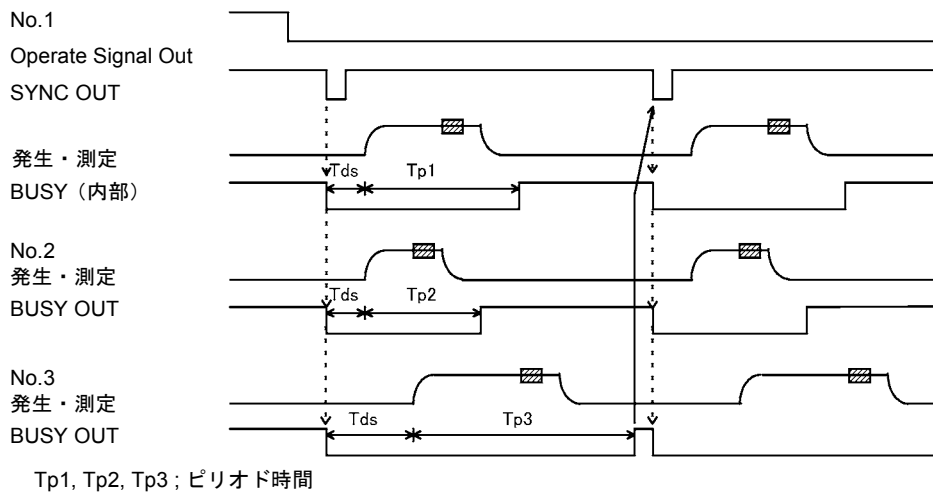 No.1
Operate Signal Out
SYNC OUT
発生・測定
Tds Tp1
BUSY（内部）
No.2
発生・測定
Tds Tp2
BUSY OUT
No.3
発生・測定
Tds Tp3
BUSY OUT
Tp1, Tp2, Tp3 ; ピリオド時間